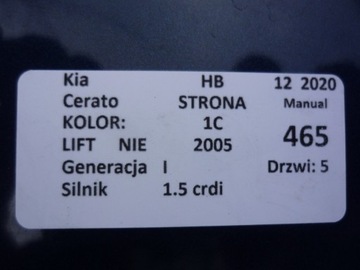 Kia HB 12 2020
Cerato STRONA Manual
KOLOR: 1C 465
LIFT NIE 2005
Generacja I Drzwi: 5
Silnik 1.5 crdi